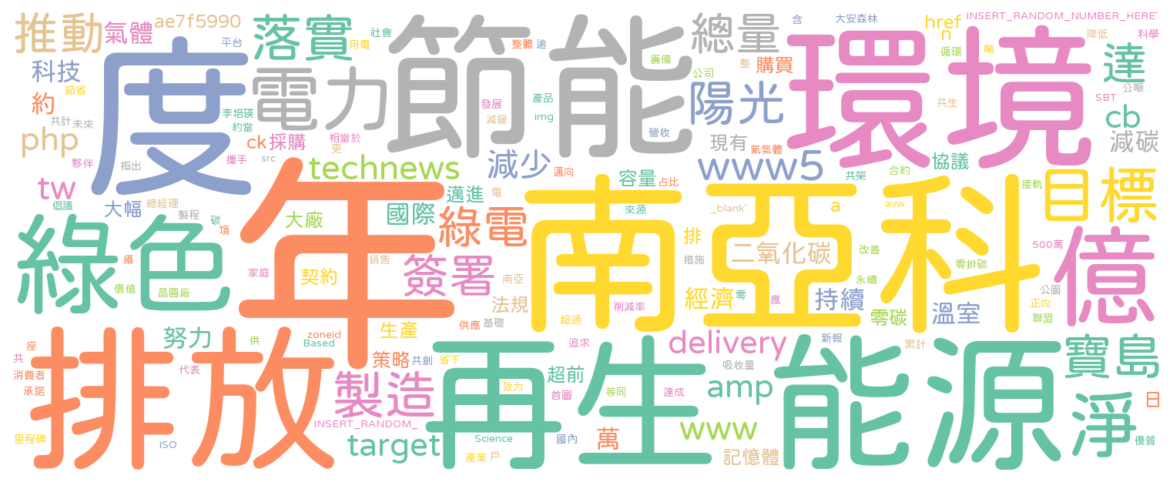 推動
氣體
ae7f5990
落實
社會
節能
總量
含
大安森林
href
n
INSERT_RANDOM_NUMBER_HERE'
科學
降低
平台
用電
整體
逾
籌備
公司
整
購買
環境
循環
噸
達
公噸
科技
節省
度
電力
陽光
SBT
約
共計
未來
李培瑛
約當
發展
減緩
產品
img
營收
現有
共生
cb
php
夥伴
指出
攜手
ck
採購
src
相當於
更
氟氣體
減碳
technews
減少
邁向
www5
協議
tw
倡議
大幅
總經理
製程
碳
項
大廠
國際
邁進
電
容量
占比
來源
共榮
合約
接軌
目標
綠色
年
綠電
南亞科
_blank'
a
avw
億
攝
價值
晶圓廠
家庭
契約
銷售
簽署
南亞
排
措施
二氧化碳
改善
永續
零排碳
500萬
公園
正向
聯盟
法規
削減率
經濟
零
應
持續
零碳
溫室
努力
供
zoneid
Based
生產
供應
基礎
超過
追求
delivery
新報
累計
寶島
座
共
消費者
承諾
排放
代表
策略
共創
省下
製造
再生能源
超前
首圖
致力
等同
達成
吸收量
amp
淨
日
里程碑
ISO
INSERT_RANDOM_
target
Science
產業
戶
國內
萬
www
記憶體
優質